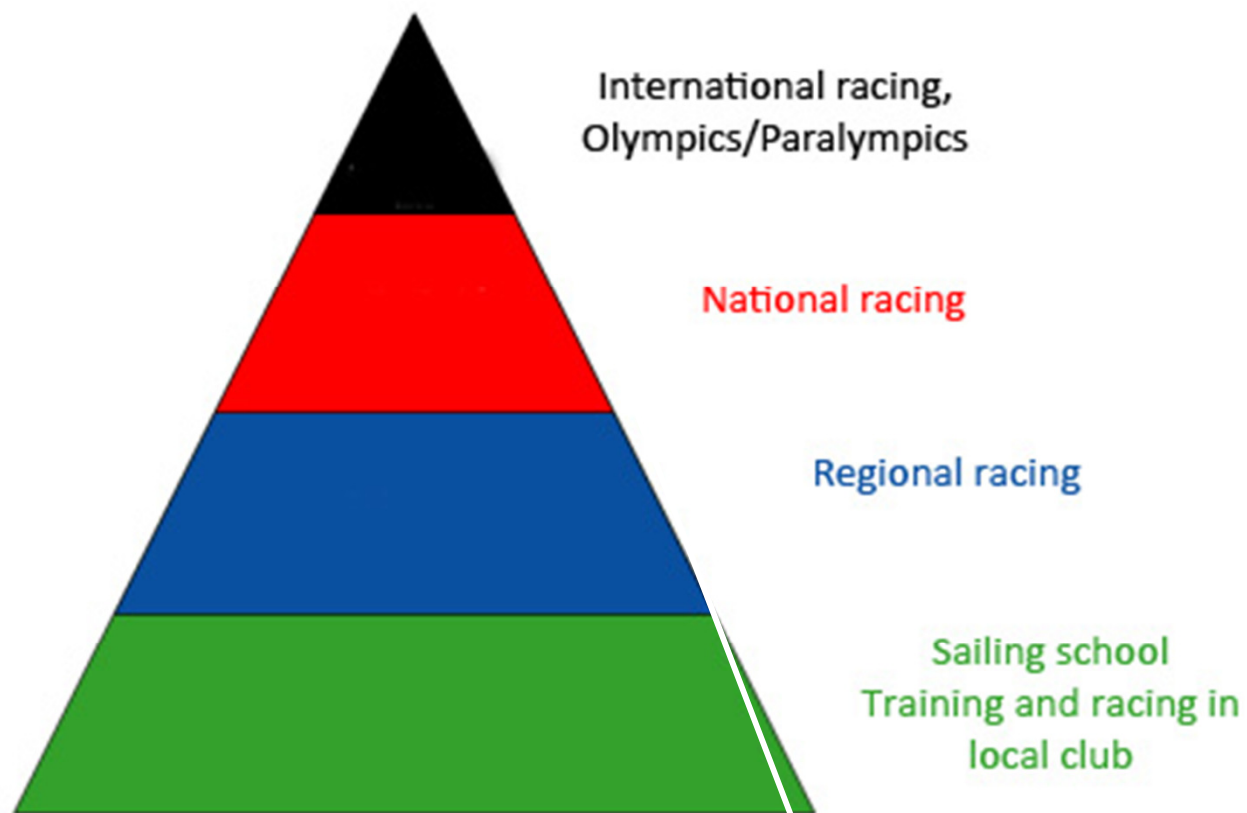 International racing,
Olympics/Paralympics
National racing
Regional racing
Sailing school
Training and racing in
local club